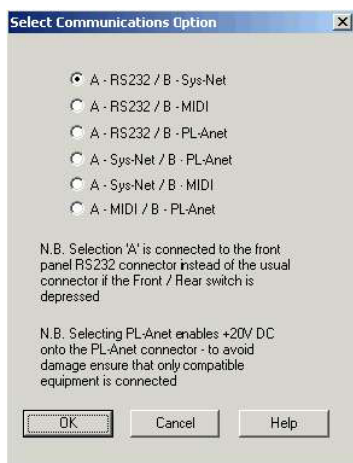 Select Communications Option
A - RS232 / B - Sys-Net
A - RS232 / B - MIDI
A - RS232 / B - PL-Anet
A - Sys-Net / B - PL-Anet
A - Sys-Net / B - MIDI
A - MIDI / B - PL-Anet
N.B. Selection 'A' is connected to the front
panel RS232 connector instead of the usual
connector if the Front / Rear switch is
depressed
N.B. Selecting PL-Anet enables +20V DC
onto the PL-Anet connector - to avoid
damage ensure that only compatible
equipment is connected
OK Cancel Help